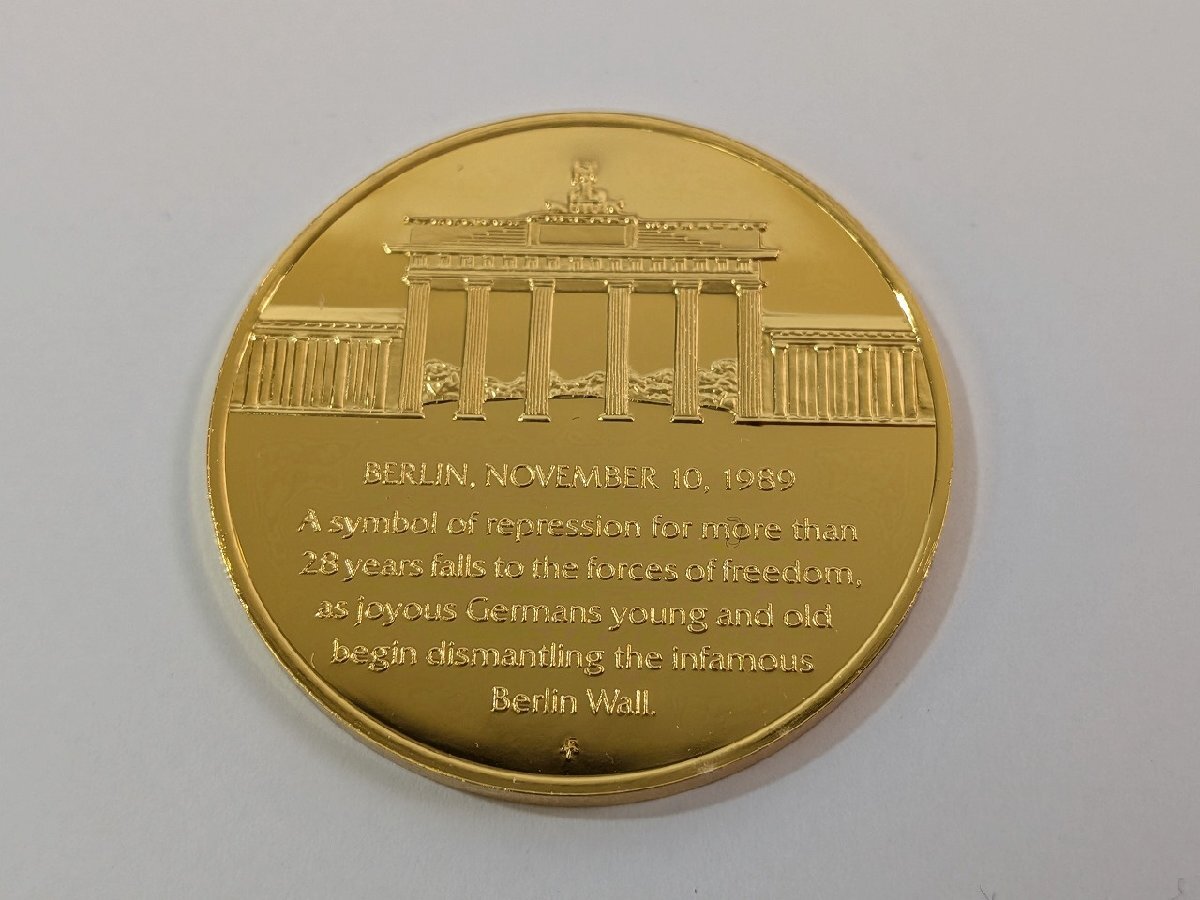 BERLIN, NOVEMBER 10, 1989
A symbol of repression for more than
28 years falls to the forces of freedom,
as joyous Germans young and old
begin dismantling the infamous
Berlin Wall.